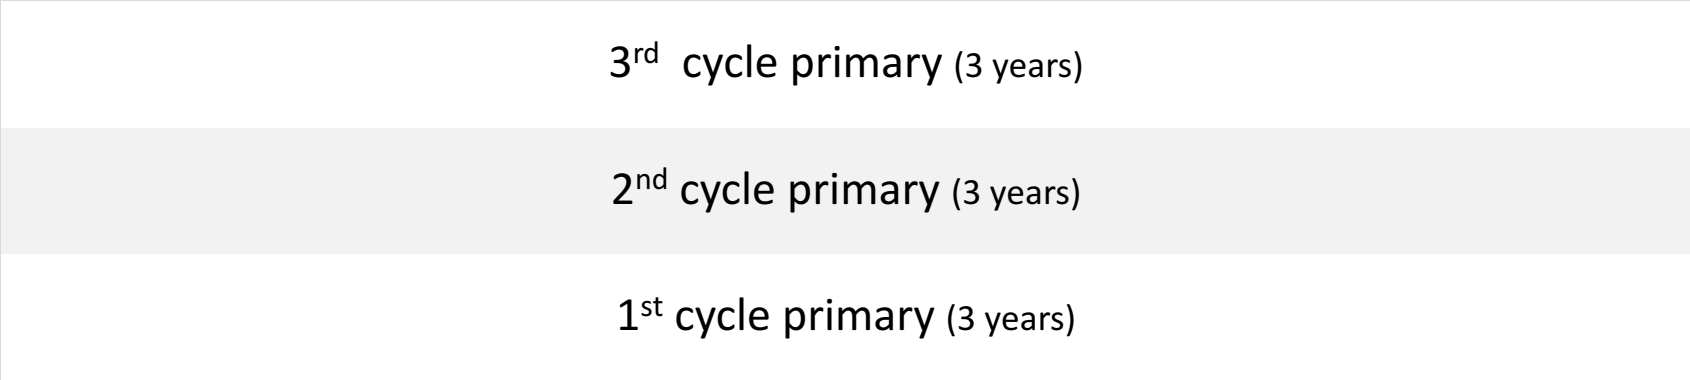 3rd cycle primary (3 years)
2nd cycle primary (3 years)
1st cycle primary (3 years)